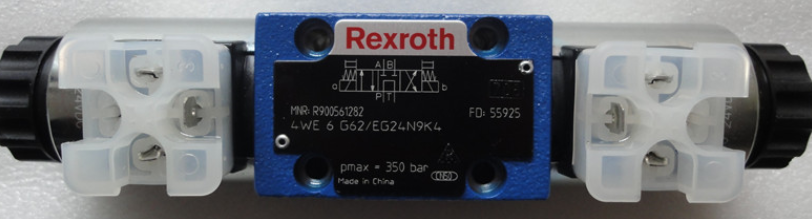 Rexroth
A B
a b
P T
MNR: R900561282 FD: 55925
4WE 6 G62/EG24N9K4
pmax = 350 bar
Made in China